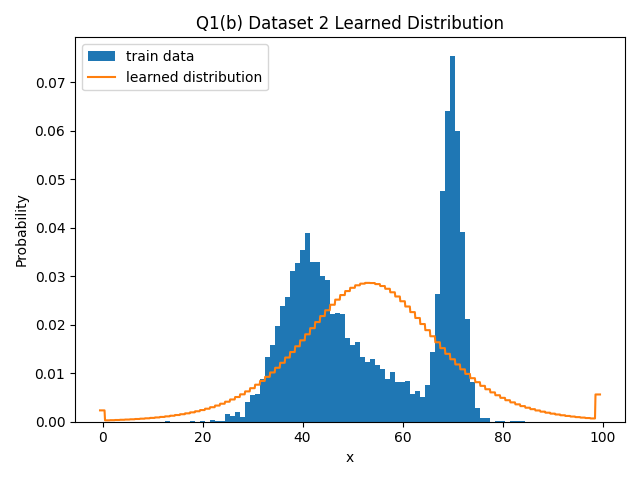 Q1(b) Dataset 2 Learned Distribution
train data
learned distribution
Probability
0.07
0.06
0.05
0.04
0.03
0.02
0.01
0.00
0 20 40 60 80 100
x